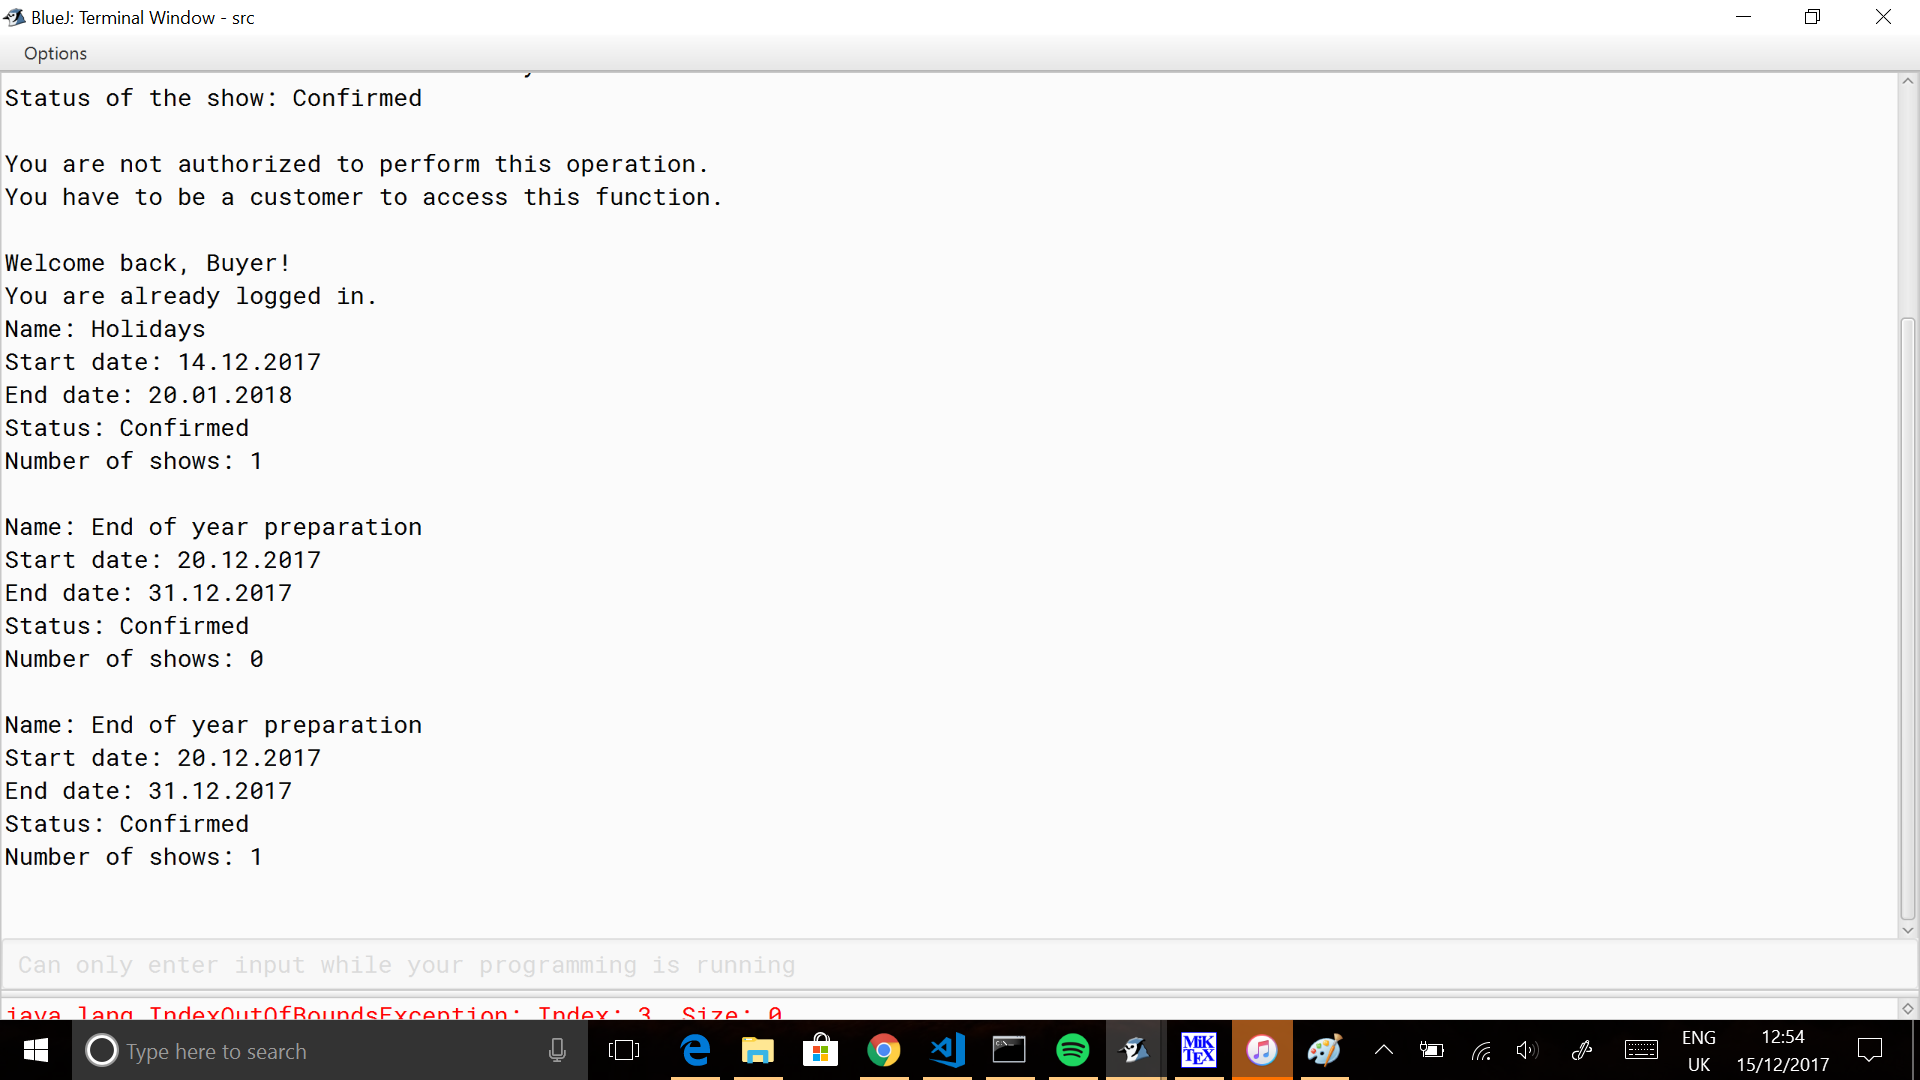 BlueJ: Terminal Window - src
Options
Status of the show: Confirmed
You are not authorized to perform this operation.
You have to be a customer to access this function.
Welcome back, Buyer!
You are already logged in.
Name: Holidays
Start date: 14.12.2017
End date: 20.01.2018
Status: Confirmed
Number of shows: 1
Name: End of year preparation
Start date: 20.12.2017
End date: 31.12.2017
Status: Confirmed
Number of shows: 0
Name: End of year preparation
Start date: 20.12.2017
End date: 31.12.2017
Status: Confirmed
Number of shows: 1
Can only enter input while your programming is running
java.lang.IndexOutOfBoundsException: Index: 3, Size: 0
Type here to search
MiK
TEX
ENG
UK
12:54
15/12/2017